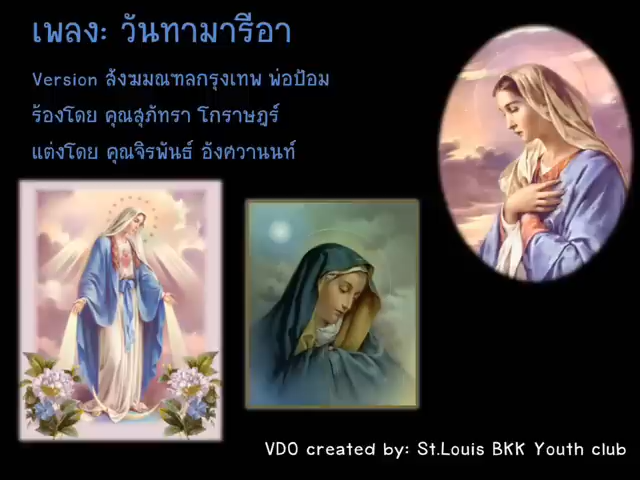 เพลง: วันทามารีอา
Version สังฆมณฑลกรุงเทพ พ่อป้อม
ร้องโดย คุณสุภัทรา โกราษฎร์
แต่งโดย คุณจิรพันธ์ อังศวานนท์
VDO created by: St.Louis BKK Youth club